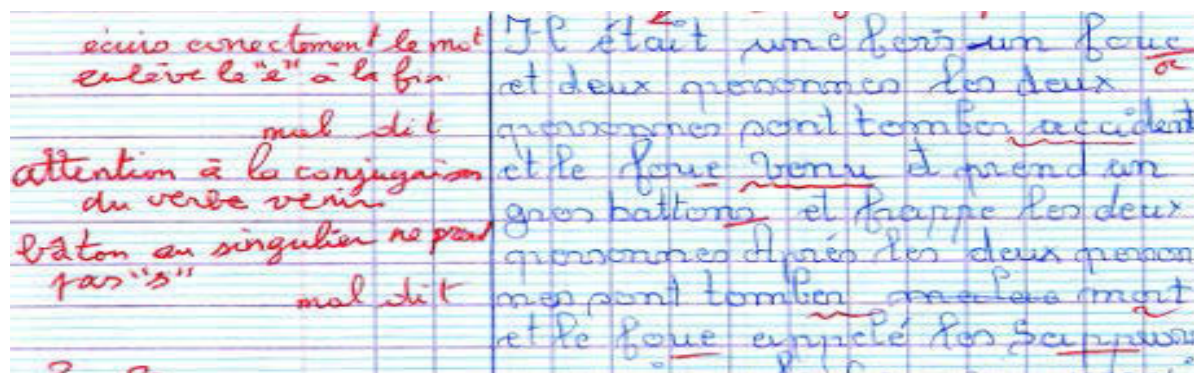 écris correctement le mot
enlève le "e" à la fin
mal dit
attention à la conjugaison
du verbe venir
bâton au singulier ne prend
pas "s"
mal dit
Il était une fois un foue
et deux personnes les deux
personnes sont tomber accident
et le foue venu d prend un
gros battons et frappe les deux
personnes Après les deux person
nes sont tomber malade mort
et le foue appelé les Sappurs